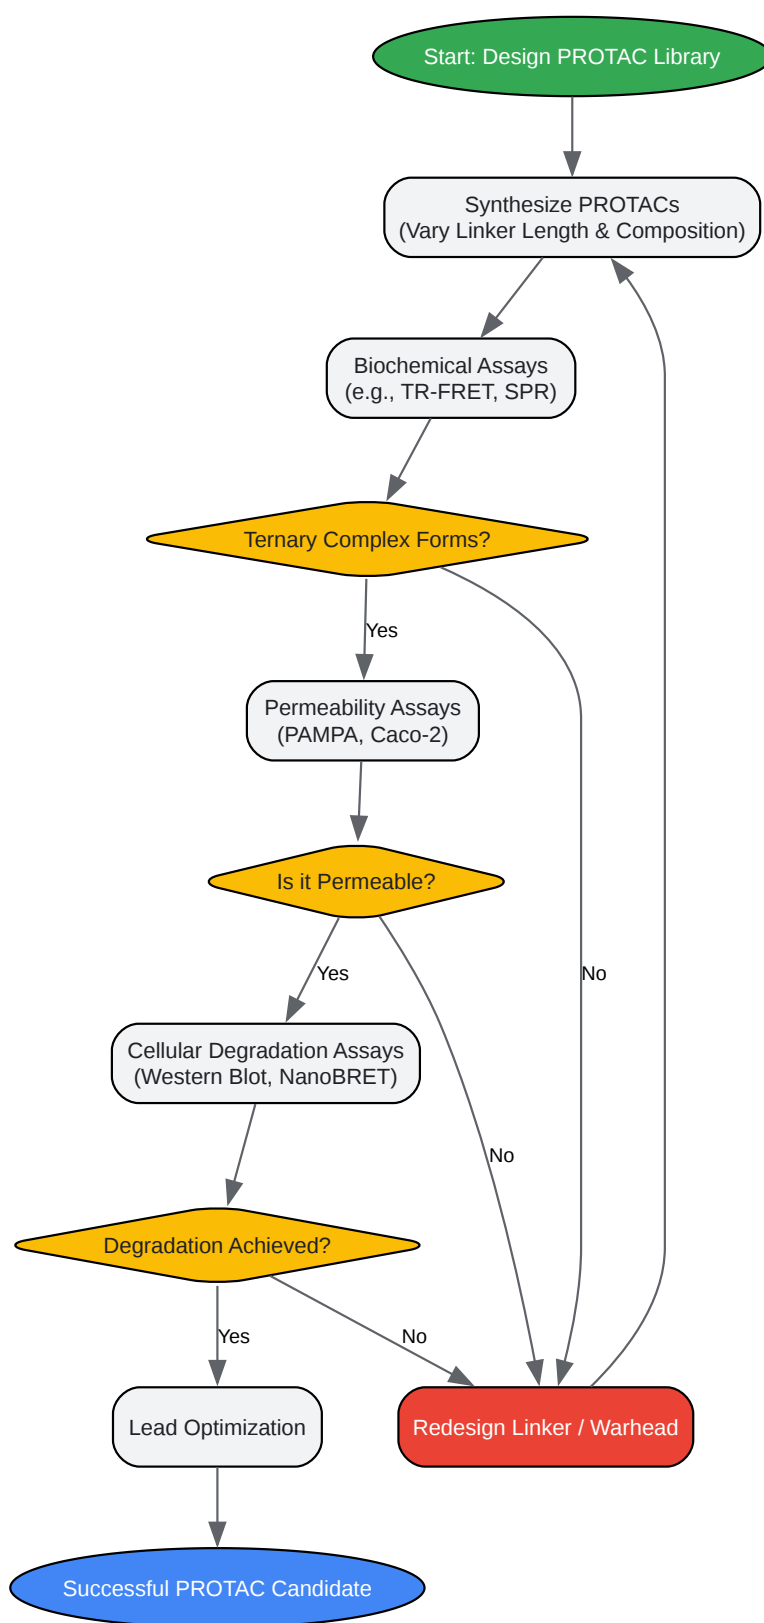 Start: Design PROTAC Library
Synthesize PROTACs
(Vary Linker Length & Composition)
Biochemical Assays
(e.g., TR-FRET, SPR)
Ternary Complex Forms?
Yes
Permeability Assays
(PAMPA, Caco-2)
Is it Permeable?
No
Yes
Cellular Degradation Assays
(Western Blot, NanoBRET)
No
Degradation Achieved?
Yes
No
Lead Optimization
Redesign Linker / Warhead
Successful PROTAC Candidate